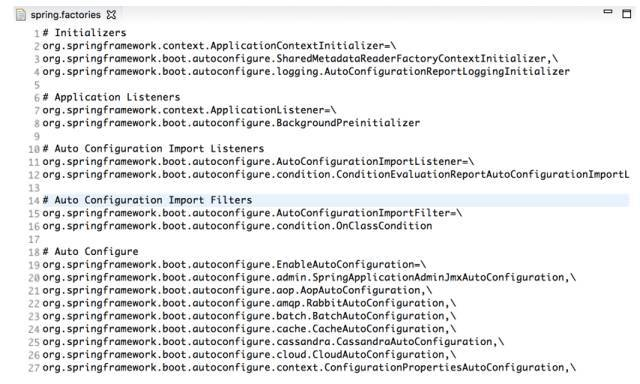 spring.factories
1 # Initializers
2 org.springframework.context.ApplicationContextInitializer=\
3 org.springframework.boot.autoconfigure.SharedMetadataReaderFactoryContextInitializer,\
4 org.springframework.boot.autoconfigure.logging.AutoConfigurationReportLoggingInitializer
5
6 # Application Listeners
7 org.springframework.context.ApplicationListener=\
8 org.springframework.boot.autoconfigure.BackgroundPreinitializer
9
10 # Auto Configuration Import Listeners
11 org.springframework.boot.autoconfigure.AutoConfigurationImportListener=\
12 org.springframework.boot.autoconfigure.condition.ConditionEvaluationReportAutoConfigurationImportL
13
14 # Auto Configuration Import Filters
15 org.springframework.boot.autoconfigure.AutoConfigurationImportFilter=\
16 org.springframework.boot.autoconfigure.condition.OnClassCondition
17
18 # Auto Configure
19 org.springframework.boot.autoconfigure.EnableAutoConfiguration=\
20 org.springframework.boot.autoconfigure.admin.SpringApplicationAdminJmxAutoConfiguration,\
21 org.springframework.boot.autoconfigure.aop.AopAutoConfiguration,\
22 org.springframework.boot.autoconfigure.amqp.RabbitAutoConfiguration,\
23 org.springframework.boot.autoconfigure.batch.BatchAutoConfiguration,\
24 org.springframework.boot.autoconfigure.cache.CacheAutoConfiguration,\
25 org.springframework.boot.autoconfigure.cassandra.CassandraAutoConfiguration,\
26 org.springframework.boot.autoconfigure.cloud.CloudAutoConfiguration,\
27 org.springframework.boot.autoconfigure.context.ConfigurationPropertiesAutoConfiguration,\